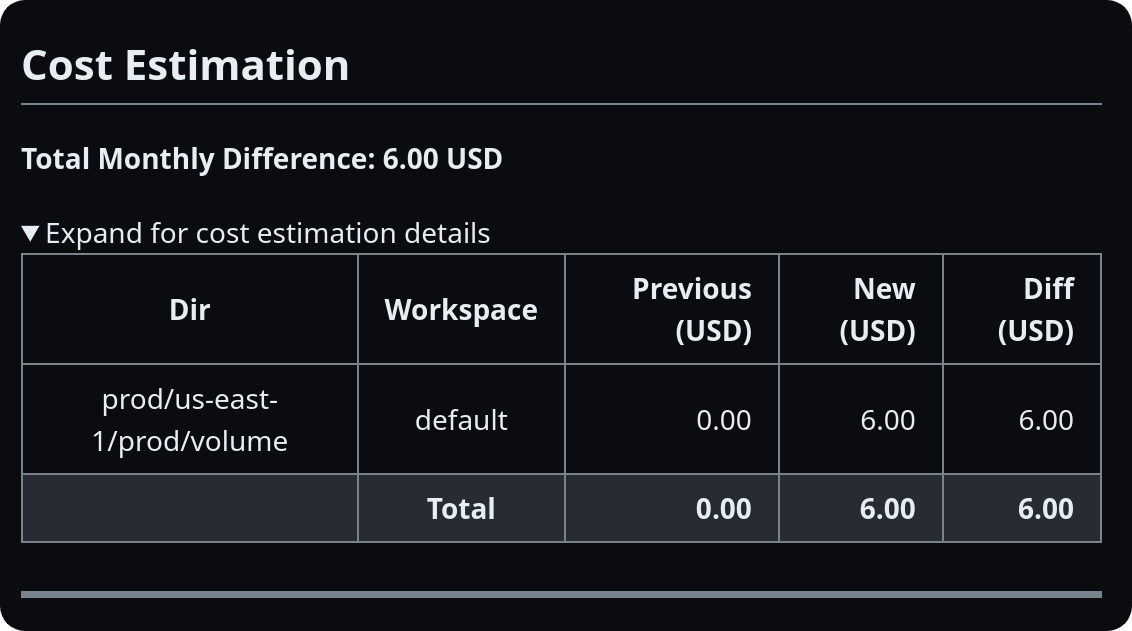 Cost Estimation
Total Monthly Difference: 6.00 USD
▼ Expand for cost estimation details
Dir Workspace Previous (USD) New (USD) Diff (USD)
prod/us-east-1/prod/volume default 0.00 6.00 6.00
Total 0.00 6.00 6.00